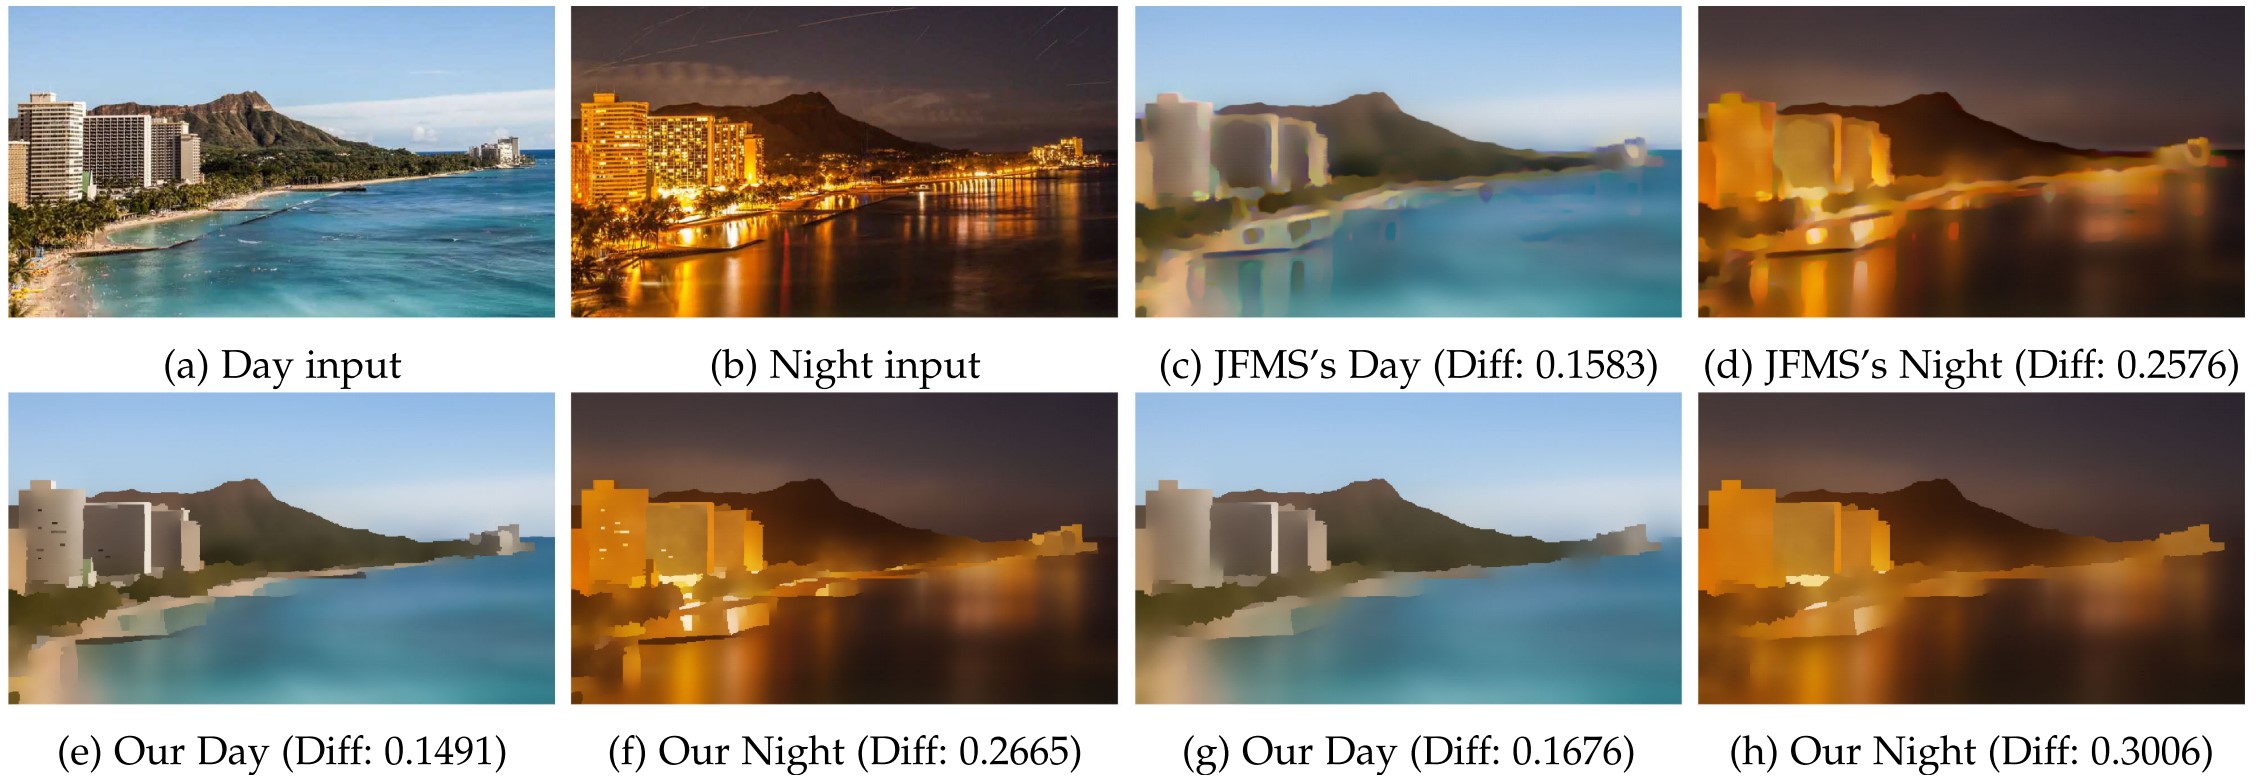 (a) Day input
(b) Night input
(c) JFMS’s Day (Diff: 0.1583)
(d) JFMS’s Night (Diff: 0.2576)
(e) Our Day (Diff: 0.1491)
(f) Our Night (Diff: 0.2665)
(g) Our Day (Diff: 0.1676)
(h) Our Night (Diff: 0.3006)